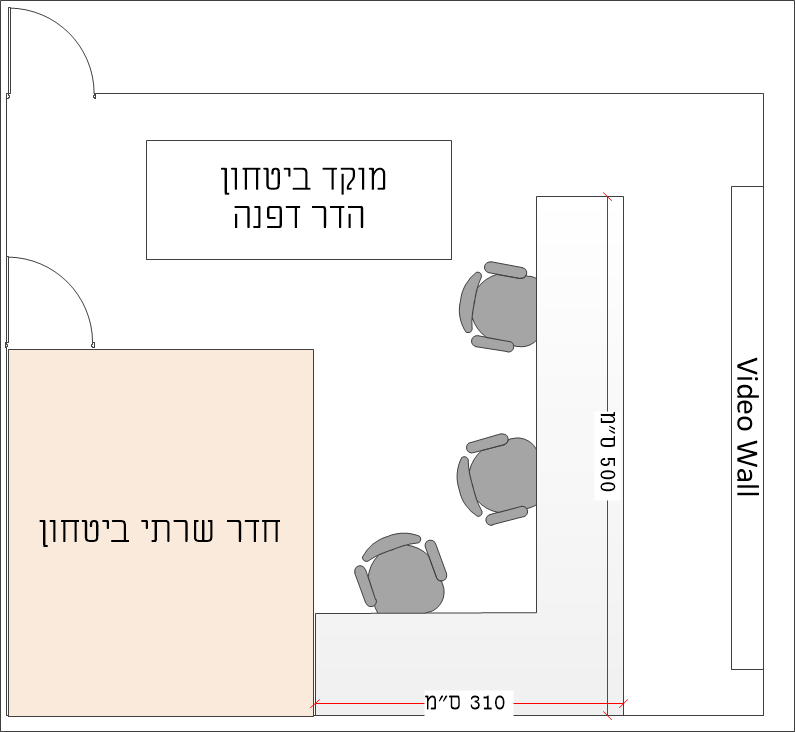 מוקד ביטחון
הדר דפנה
500 ס״מ
Video Wall
חדר שרתי ביטחון
310 ס״מ